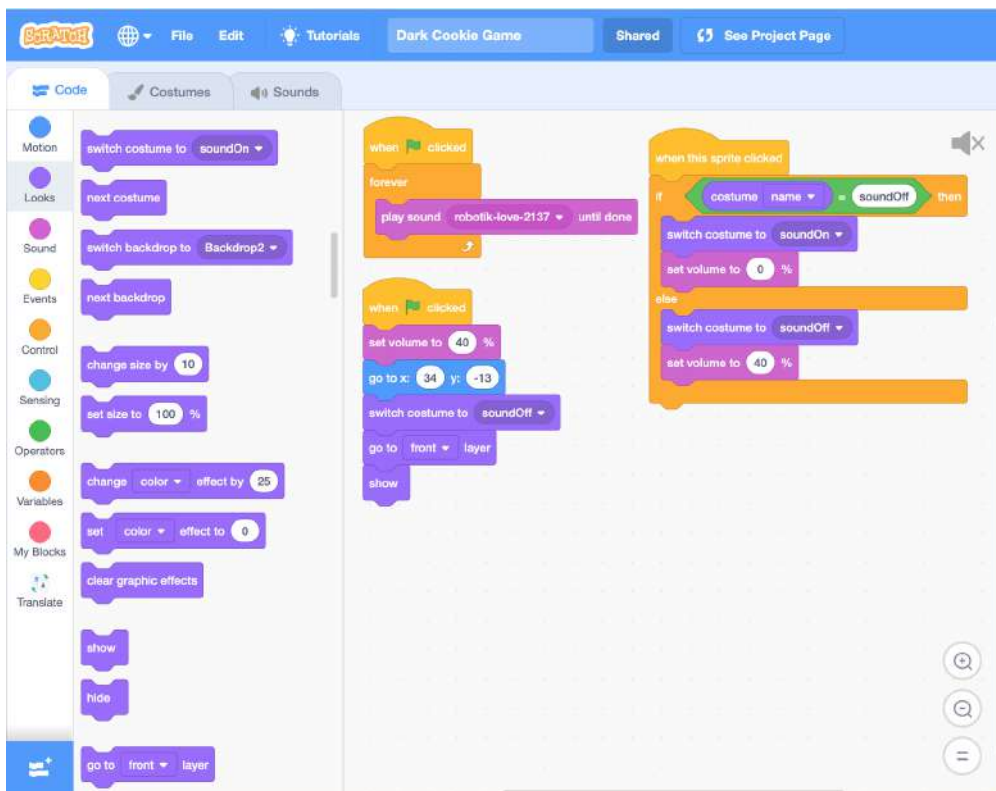 SCRATCH File Edit Tutorials Dark Cookie Game Shared See Project Page
Code Costumes Sounds
Motion
Looks
Sound
Events
Control
Sensing
Operators
Variables
My Blocks
Translate
switch costume to soundOn
next costume
switch backdrop to Backdrop2
next backdrop
change size by 10
set size to 100 %
change color effect by 25
set color effect to 0
clear graphic effects
show
hide
go to front layer
when clicked
forever
play sound robotik-love-2137 until done
when clicked
set volume to 40 %
go to x: 34 y: -13
switch costume to soundOff
go to front layer
show
when this sprite clicked
if costume name = soundOff then
switch costume to soundOn
set volume to 0 %
else
switch costume to soundOff
set volume to 40 %